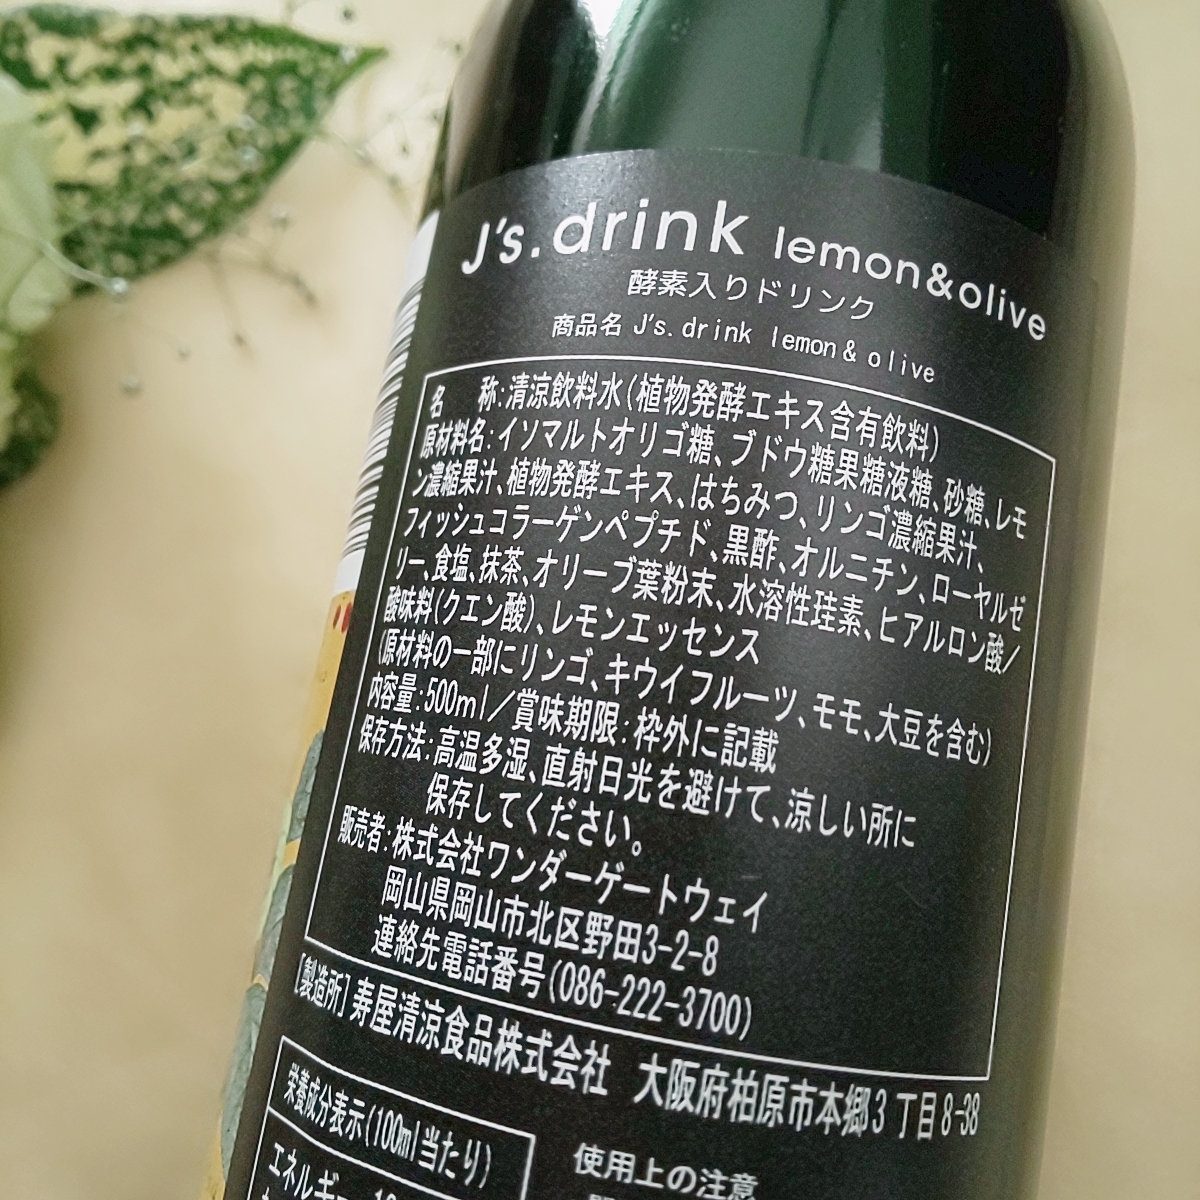 J's.drink lemon&olive
酵素入りドリンク
商品名 J's.drink lemon&olive
名　称:清涼飲料水(植物発酵エキス含有飲料)
原材料名:イソマルトオリゴ糖、ブドウ糖果糖液糖、砂糖、レモ
ン濃縮果汁、植物発酵エキス、はちみつ、リンゴ濃縮果汁、
フィッシュコラーゲンペプチド、黒酢、オルニチン、ローヤルゼ
リー、食塩、抹茶、オリーブ葉粉末、水溶性珪素、ヒアルロン酸/
酸味料(クエン酸)、レモンエッセンス
(原材料の一部にリンゴ、キウイフルーツ、モモ、大豆を含む)
内容量:500ml/賞味期限:枠外に記載
保存方法:高温多湿、直射日光を避けて、涼しい所に
保存してください。
販売者:株式会社ワンダーゲートウェイ
岡山県岡山市北区野田3-2-8
連絡先電話番号(086-222-3700)
[製造所]寿屋清涼食品株式会社 大阪府柏原市本郷3丁目8-38
栄養成分表示(100ml当たり)
使用上の注意
エネルギー